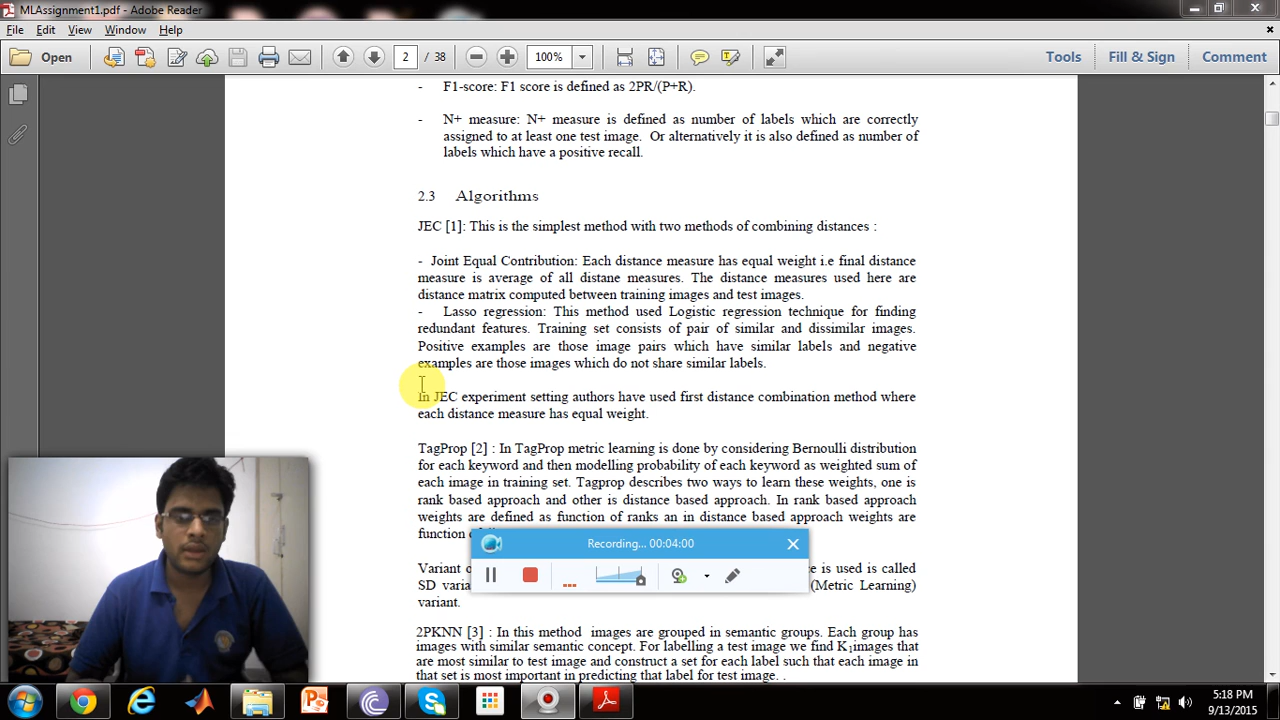 MLAssignment1.pdf - Adobe Reader
File Edit View Window Help
Open 2 / 38 100% Tools Fill & Sign Comment
- F1-score: F1 score is defined as 2PR/(P+R).
- N+ measure: N+ measure is defined as number of labels which are correctly
assigned to at least one test image. Or alternatively it is also defined as number of
labels which have a positive recall.
2.3 Algorithms
JEC [1]: This is the simplest method with two methods of combining distances :
- Joint Equal Contribution: Each distance measure has equal weight i.e final distance
measure is average of all distane measures. The distance measures used here are
distance matrix computed between training images and test images.
- Lasso regression: This method used Logistic regression technique for finding
redundant features. Training set consists of pair of similar and dissimilar images.
Positive examples are those image pairs which have similar labels and negative
examples are those images which do not share similar labels.
In JEC experiment setting authors have used first distance combination method where
each distance measure has equal weight.
TagProp [2] : In TagProp metric learning is done by considering Bernoulli distribution
for each keyword and then modelling probability of each keyword as weighted sum of
each image in training set. Tagprop describes two ways to learn these weights, one is
rank based approach and other is distance based approach. In rank based approach
weights are defined as function of ranks an in distance based approach weights are
function
Recording... 00:04:00
Variant is used is called
SD (Metric Learning)
variant.
2PKNN [3] : In this method images are grouped in semantic groups. Each group has
images with similar semantic concept. For labelling a test image we find K1images that
are most similar to test image and construct a set for each label such that each image in
that set is most important in predicting that label for test image. .
5:18 PM
9/13/2015